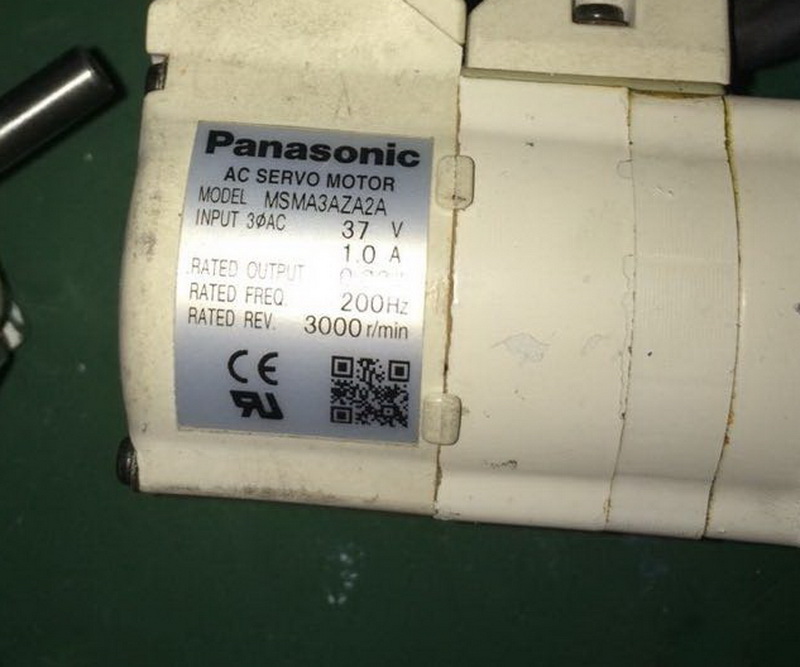 Panasonic
AC SERVO MOTOR
MODEL MSMA3AZA2A
INPUT 3ØAC 37 V
1.0 A
RATED OUTPUT
RATED FREQ. 200Hz
RATED REV. 3000 r/min
CE